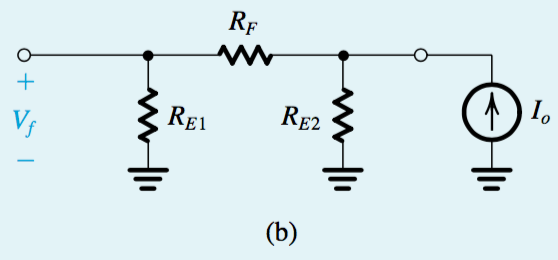 R_F
+
V_f
−
R_E1
R_E2
I_o
(b)